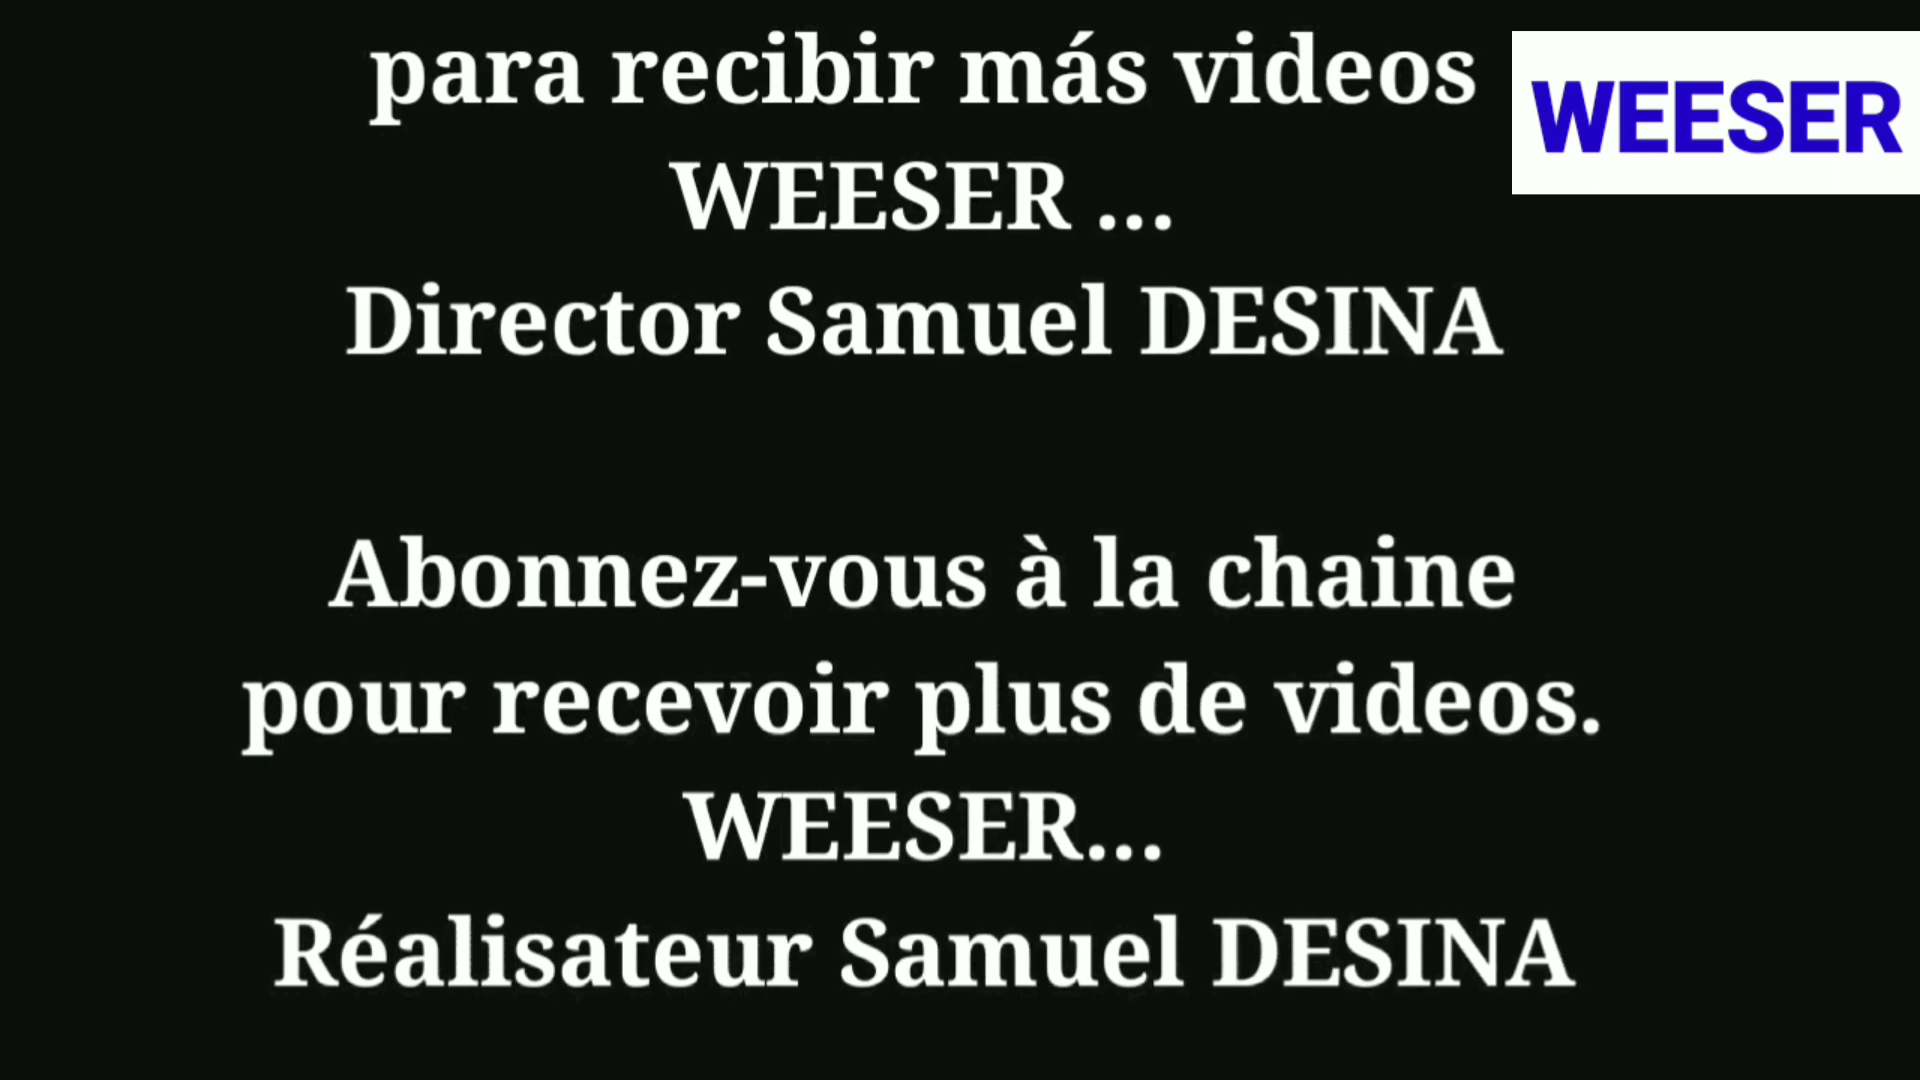 para recibir más videos
WEESER
WEESER ...
Director Samuel DESINA
Abonnez-vous à la chaine
pour recevoir plus de videos.
WEESER...
Réalisateur Samuel DESINA